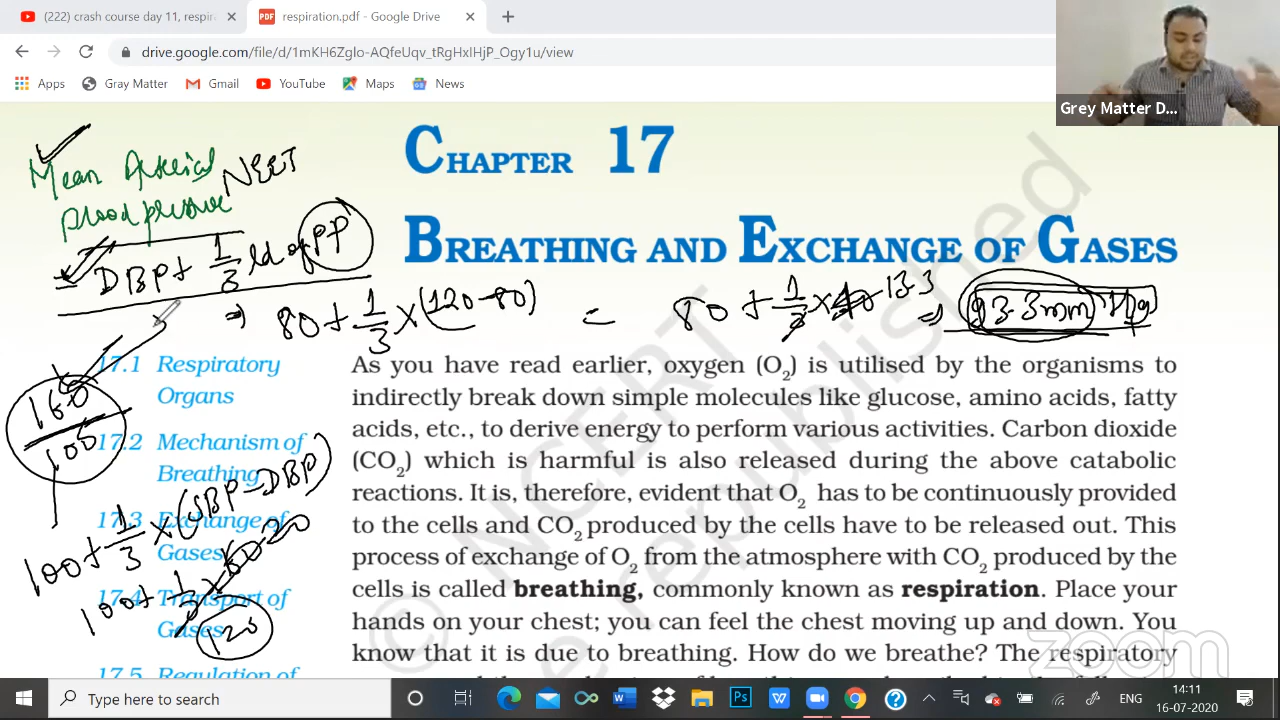 (222) crash course day 11, respir
respiration.pdf - Google Drive
drive.google.com/file/d/1mKH6Zglo-AQfeUqv_tRgHxlHjP_Ogy1u/view
Apps
Gray Matter
Gmail
YouTube
Maps
News
Grey Matter D...
Mean Arterial
Blood pressure
NEET
= DBP + 1/3 rd of PP
⇒ 80 + 1/3 × (120-80) = 80 + 1/3 × 40 13.3 ⇒ 93.3mm Hg
160/100
100 + 1/3 × (SBP - DBP)
100 + 1/3 × 60 20
120
CHAPTER 17
BREATHING AND EXCHANGE OF GASES
17.1 Respiratory
Organs
17.2 Mechanism of
Breathing
17.3 Exchange of
Gases
17.4 Transport of
Gases
17.5 Regulation of
As you have read earlier, oxygen (O2) is utilised by the organisms to
indirectly break down simple molecules like glucose, amino acids, fatty
acids, etc., to derive energy to perform various activities. Carbon dioxide
(CO2) which is harmful is also released during the above catabolic
reactions. It is, therefore, evident that O2 has to be continuously provided
to the cells and CO2 produced by the cells have to be released out. This
process of exchange of O2 from the atmosphere with CO2 produced by the
cells is called breathing, commonly known as respiration. Place your
hands on your chest; you can feel the chest moving up and down. You
know that it is due to breathing. How do we breathe? The respiratory
© NCERT
be republished
zoom
Type here to search
ENG
14:11
16-07-2020